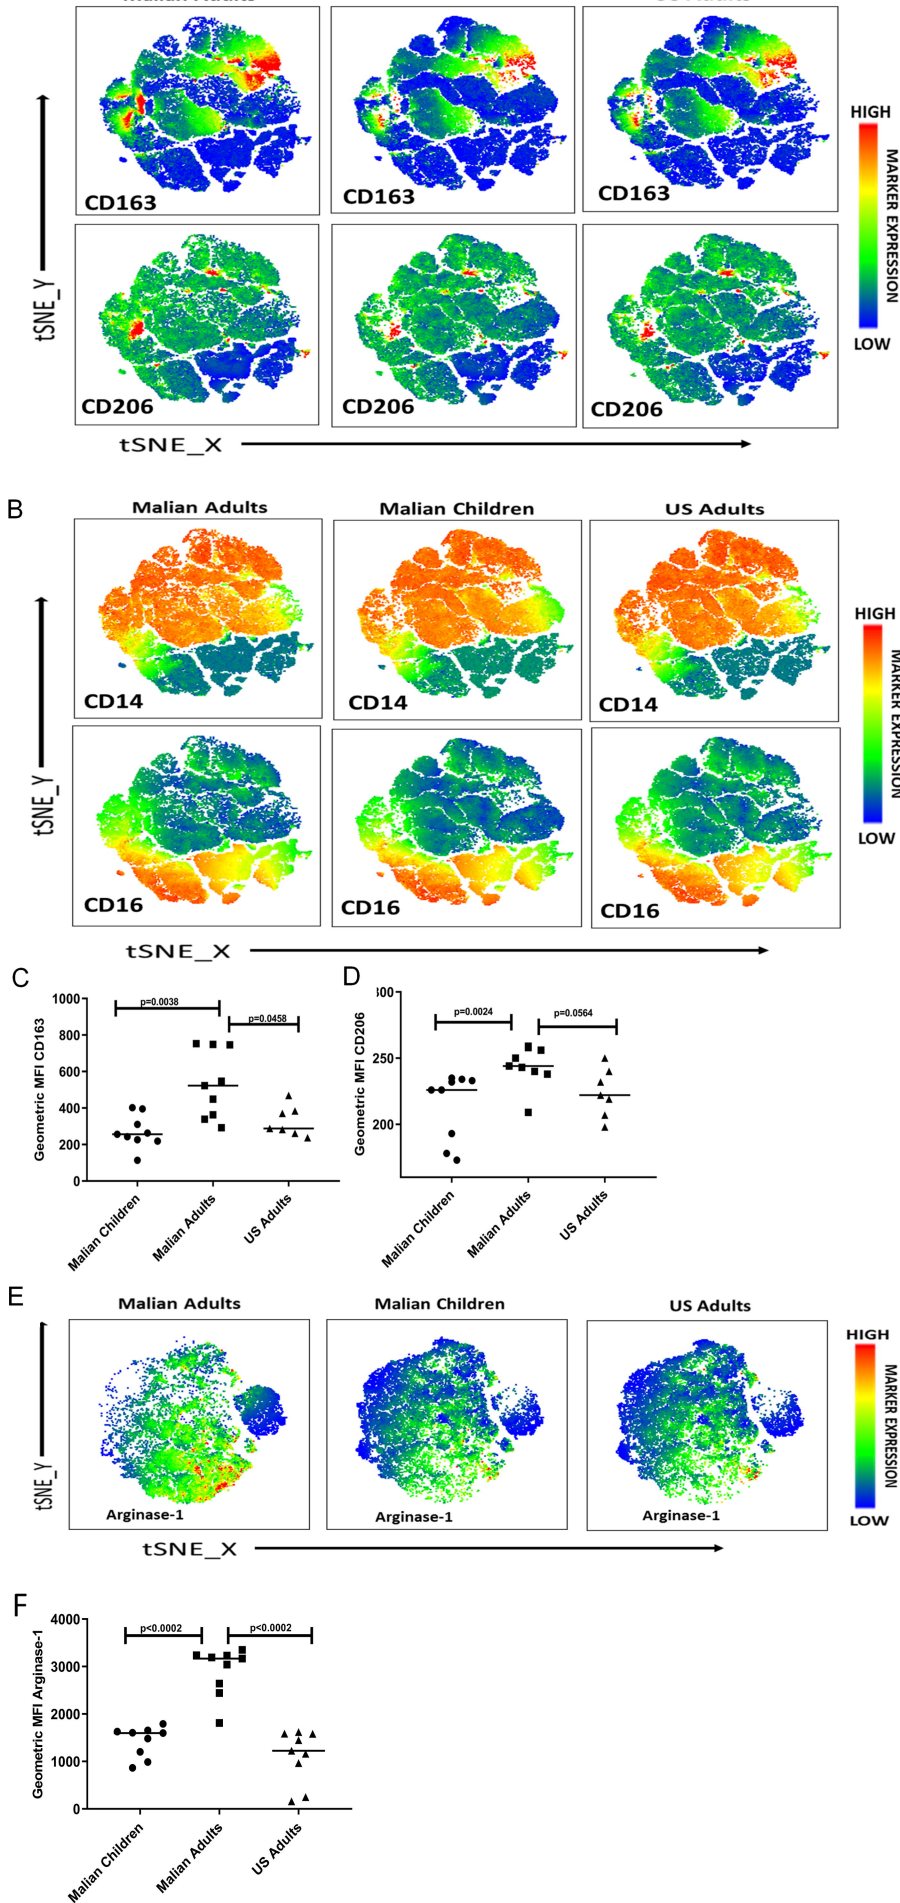 CD163
CD163
CD163
HIGH
MARKER EXPRESSION
LOW
tSNE_Y
CD206
CD206
CD206
tSNE_X
B
Malian Adults
Malian Children
US Adults
CD14
CD14
CD14
HIGH
MARKER EXPRESSION
LOW
tSNE_Y
CD16
CD16
CD16
tSNE_X
C
Geometric MFI CD163
1000
800
600
400
200
0
p=0.0038
p=0.0458
Malian Children
Malian Adults
US Adults
D
Geometric MFI CD206
250
200
p=0.0024
p=0.0564
Malian Children
Malian Adults
US Adults
E
Malian Adults
Malian Children
US Adults
tSNE_Y
Arginase-1
Arginase-1
Arginase-1
HIGH
MARKER EXPRESSION
LOW
tSNE_X
F
Geometric MFI Arginase-1
4000
3000
2000
1000
0
p<0.0002
p<0.0002
Malian Children
Malian Adults
US Adults